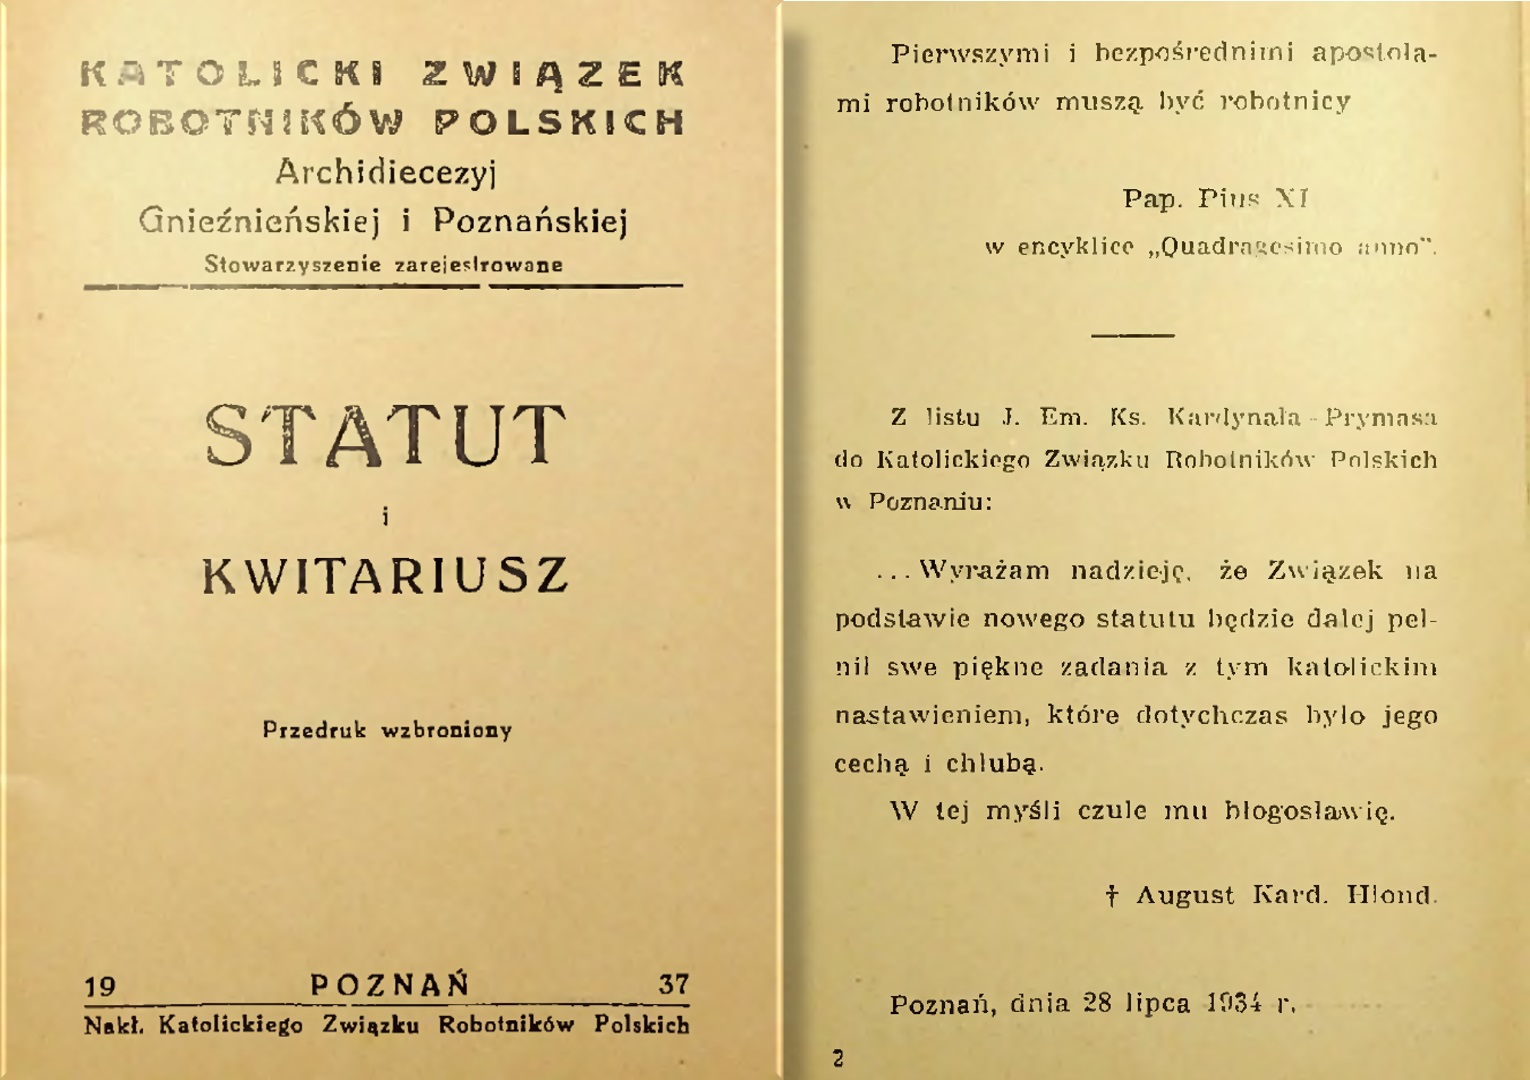 KATOLICKI ZWIĄZEK
ROBOTNIKÓW POLSKICH
Archidiecezyj
Gnieźnieńskiej i Poznańskiej
Stowarzyszenie zarejestrowane
STATUT
i
KWITARIUSZ
Przedruk wzbroniony
19 POZNAŃ 37
Nakł. Katolickiego Związku Robotników Polskich
Pierwszymi i bezpośrednimi apostoła-
mi robotników muszą być robotnicy
Pap. Pius XI
w encyklice „Quadragesimo anno".
Z listu J. Em. Ks. Kardynała-Prymasa
do Katolickiego Związku Robotników Polskich
w Poznaniu:
...Wyrażam nadzieję, że Związek na
podstawie nowego statutu będzie dalej peł-
nił swe piękne zadania z tym katolickim
nastawieniem, które dotychczas było jego
cechą i chlubą.
W tej myśli czule mu błogosławię.
† August Kard. Hlond.
Poznań, dnia 28 lipca 1934 r.
2